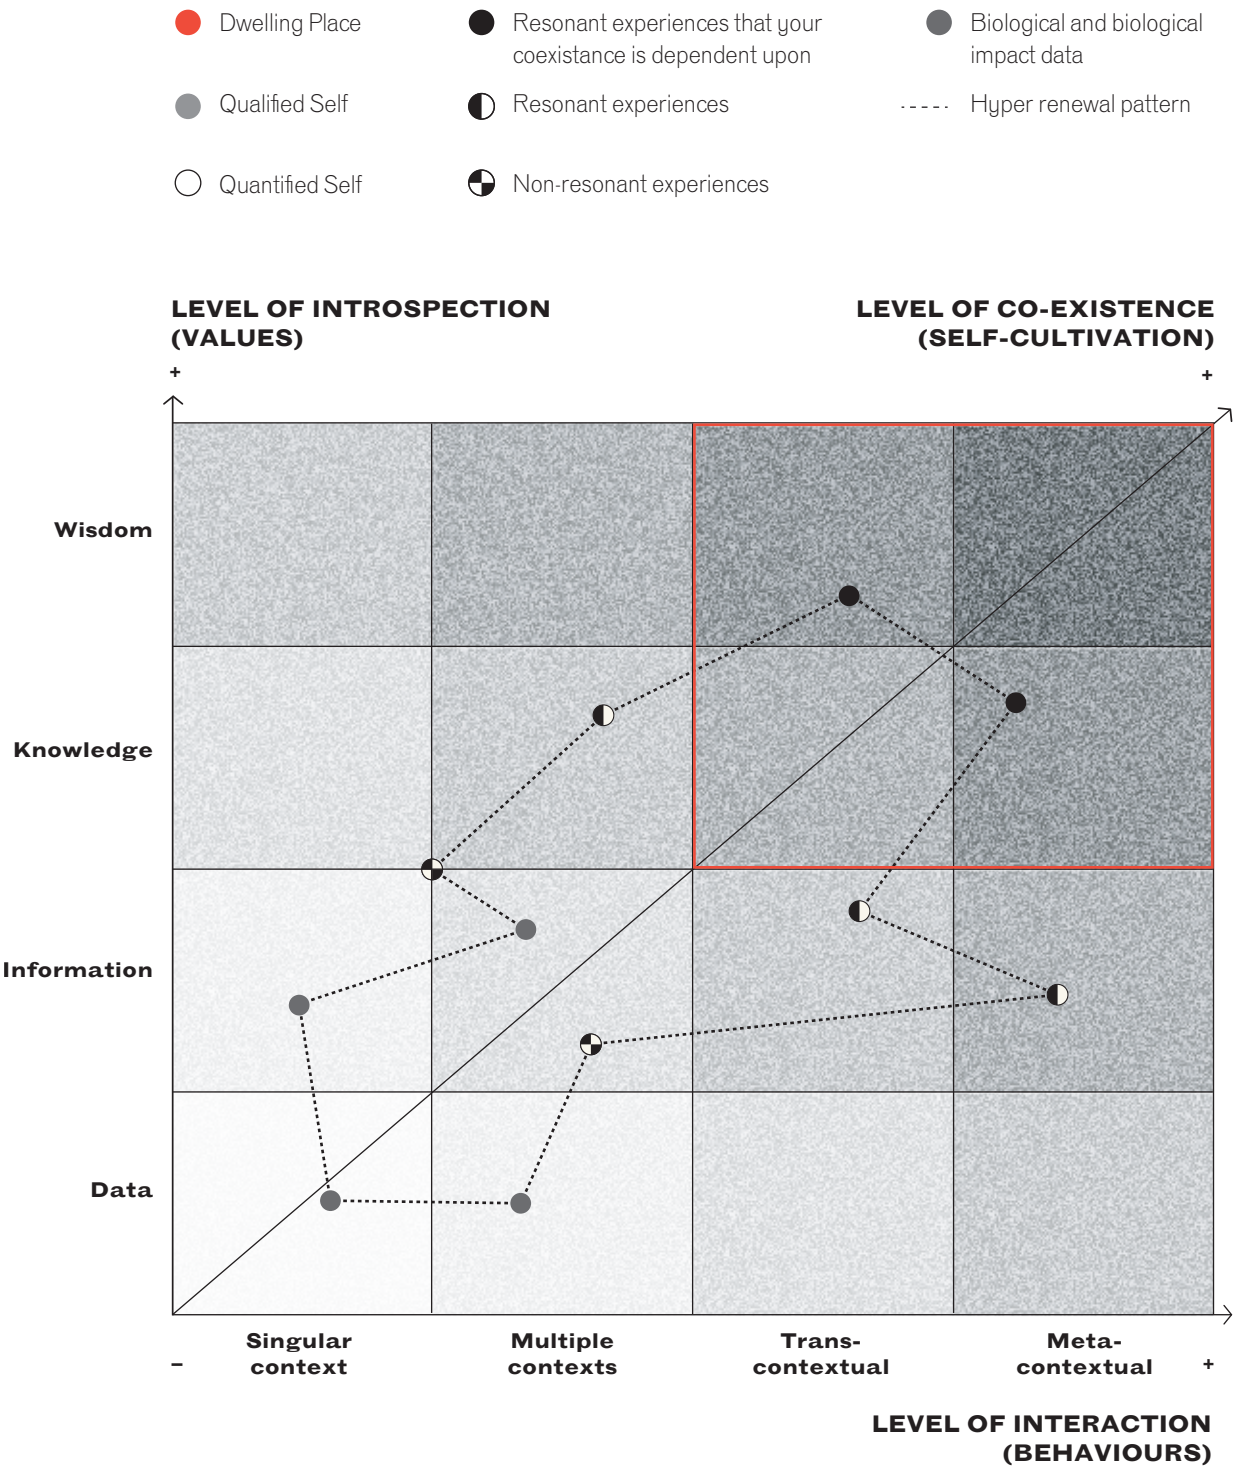 Dwelling Place
Qualified Self
Quantified Self
Resonant experiences that your
coexistance is dependent upon
Resonant experiences
Non-resonant experiences
Biological and biological
impact data
Hyper renewal pattern
LEVEL OF INTROSPECTION
(VALUES)
+
LEVEL OF CO-EXISTENCE
(SELF-CULTIVATION)
+
Wisdom
Knowledge
Information
Data
–
Singular
context
Multiple
contexts
Trans-
contextual
Meta-
contextual
+
LEVEL OF INTERACTION
(BEHAVIOURS)